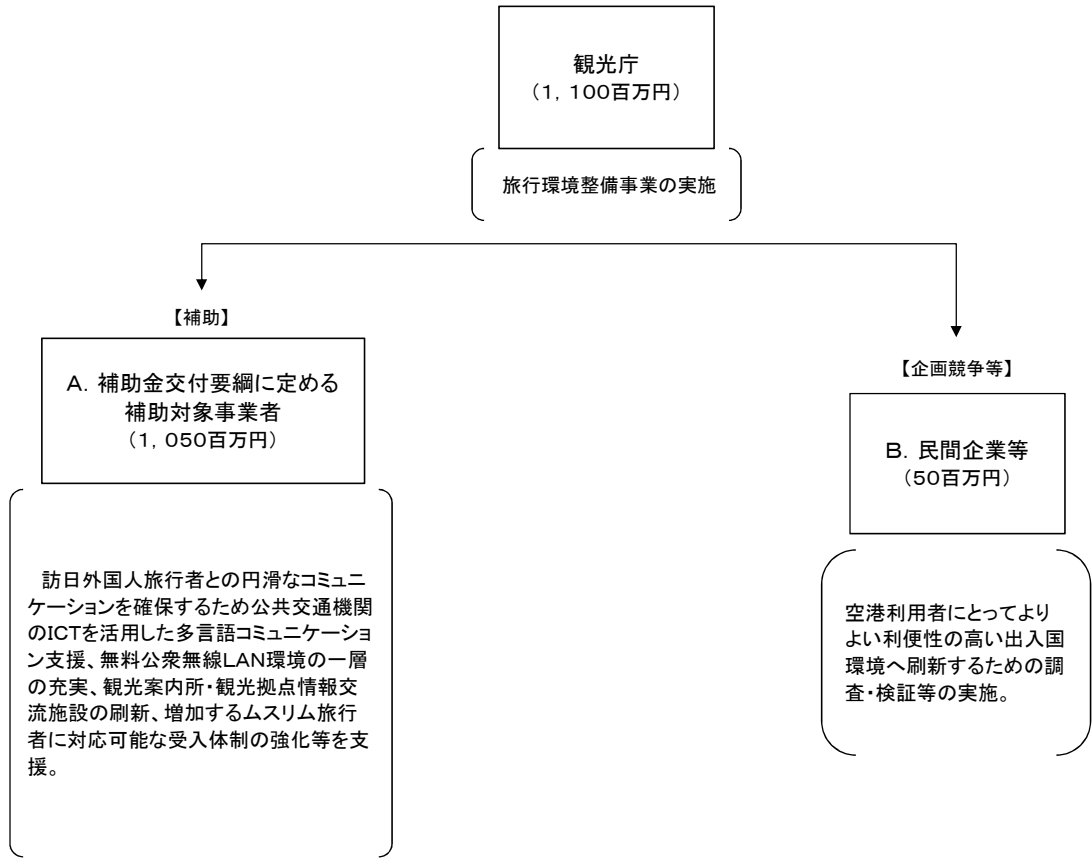 観光庁
（1，100百万円）
旅行環境整備事業の実施
【補助】
A．補助金交付要綱に定める
補助対象事業者
（1，050百万円）
訪日外国人旅行者との円滑なコミュニ
ケーションを確保するため公共交通機関
のICTを活用した多言語コミュニケーショ
ン支援、無料公衆無線LAN環境の一層
の充実、観光案内所・観光拠点情報交
流施設の刷新、増加するムスリム旅行
者に対応可能な受入体制の強化等を支
援。
【企画競争等】
B．民間企業等
（50百万円）
空港利用者にとってより
よい利便性の高い出入国
環境へ刷新するための調
査・検証等の実施。